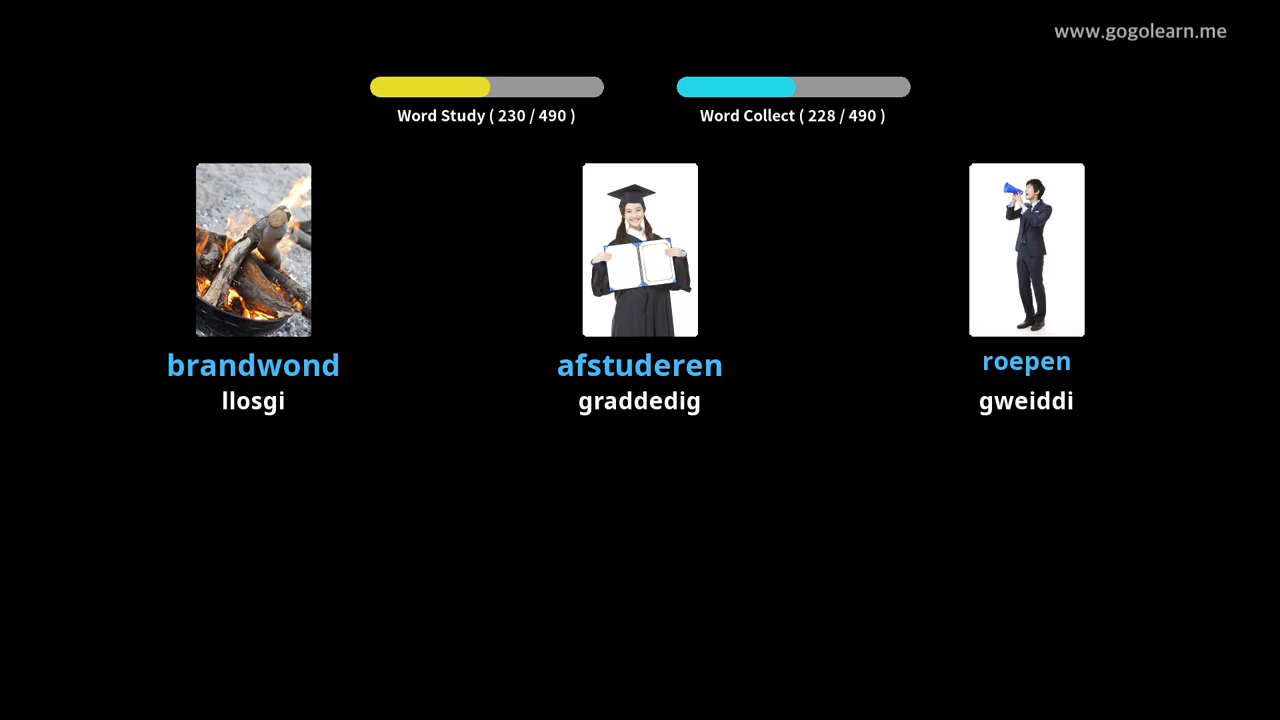 www.gogolearn.me
Word Study ( 230 / 490 )
Word Collect ( 228 / 490 )
brandwond
llosgi
afstuderen
graddedig
roepen
gweiddi